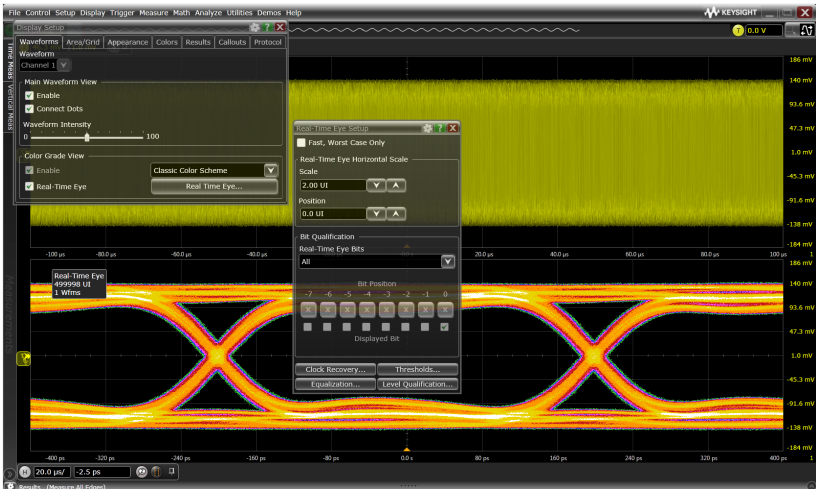 File Control Setup Display Trigger Measure Math Analyze Utilities Demos Help
KEYSIGHT
Display Setup
T 0.0 V
Waveforms Area/Grid Appearance Colors Results Callouts Protocol
Waveform
Channel 1
Main Waveform View
Enable
Connect Dots
Waveform Intensity
0 100
Color Grade View
Enable Classic Color Scheme
Real-Time Eye Real Time Eye...
Time Meas
Vertical Meas
Measurements
Real-Time Eye Setup
Fast, Worst Case Only
Real-Time Eye Horizontal Scale
Scale
2.00 UI
Position
0.0 UI
Bit Qualification
Real-Time Eye Bits
All
Bit Position
-7 -6 -5 -4 -3 -2 -1 0
X X X X X X X X
Displayed Bit
Clock Recovery... Thresholds...
Equalization... Level Qualification...
186 mV
140 mV
93.6 mV
47.3 mV
1.0 mV
-45.3 mV
-91.6 mV
-138 mV
-184 mV
-100 µs -80.0 µs -60.0 µs -40.0 µs 20.0 µs 40.0 µs 60.0 µs 80.0 µs 100 µs 1
186 mV
Real-Time Eye
499998 UI
1 Wfms
140 mV
93.6 mV
47.3 mV
1.0 mV
-45.3 mV
-91.6 mV
-138 mV
-184 mV
-400 ps -320 ps -240 ps -160 ps -80 ps 0.0 s 80 ps 160 ps 240 ps 320 ps 400 ps 1
H 20.0 µs/ -2.5 ps
Results (Measure All Edges)